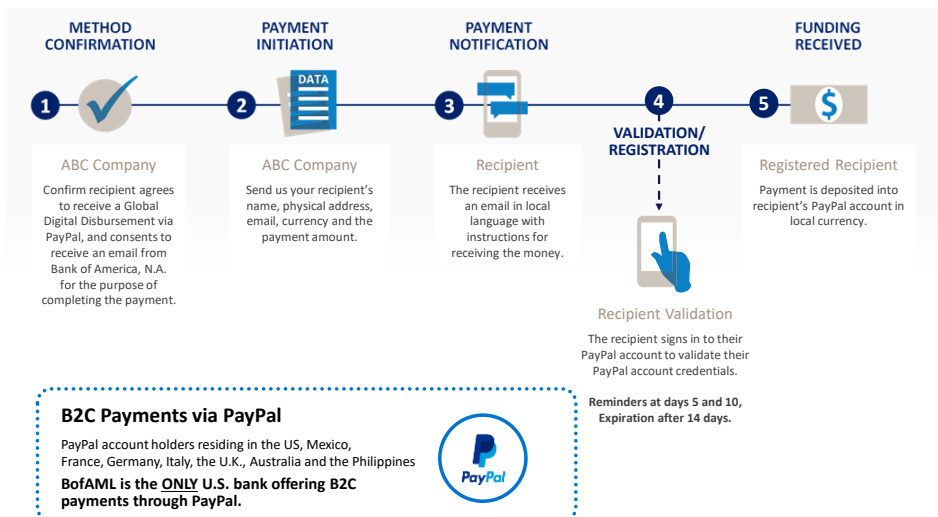 METHOD
CONFIRMATION
PAYMENT
INITIATION
PAYMENT
NOTIFICATION
FUNDING
RECEIVED
1
2
DATA
3
4
5
$
VALIDATION/
REGISTRATION
ABC Company
Confirm recipient agrees
to receive a Global
Digital Disbursement via
PayPal, and consents to
receive an email from
Bank of America, N.A.
for the purpose of
completing the payment.
ABC Company
Send us your recipient's
name, physical address,
email, currency and the
payment amount.
Recipient
The recipient receives
an email in local
language with
instructions for
receiving the money.
Registered Recipient
Payment is deposited into
recipient's PayPal account in
local currency.
Recipient Validation
The recipient signs in to their
PayPal account to validate their
PayPal account credentials.
Reminders at days 5 and 10,
Expiration after 14 days.
B2C Payments via PayPal
PayPal account holders residing in the US, Mexico,
France, Germany, Italy, the U.K., Australia and the Philippines
BofAML is the ONLY U.S. bank offering B2C
payments through PayPal.
PayPal